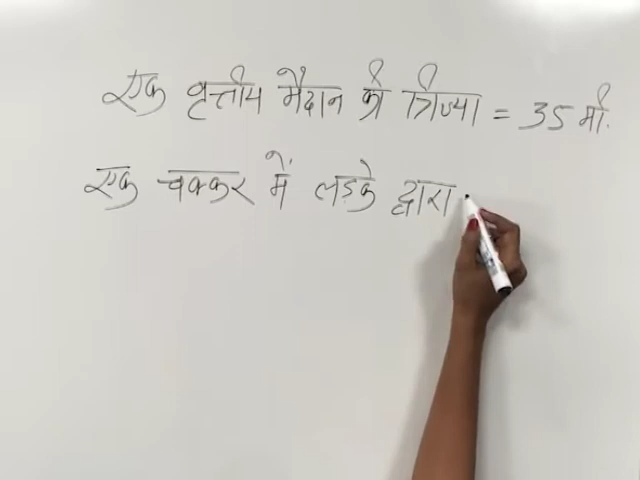 एक वृत्तीय मैदान की त्रिज्या = 35 मी.
एक चक्कर में लड़के द्वारा